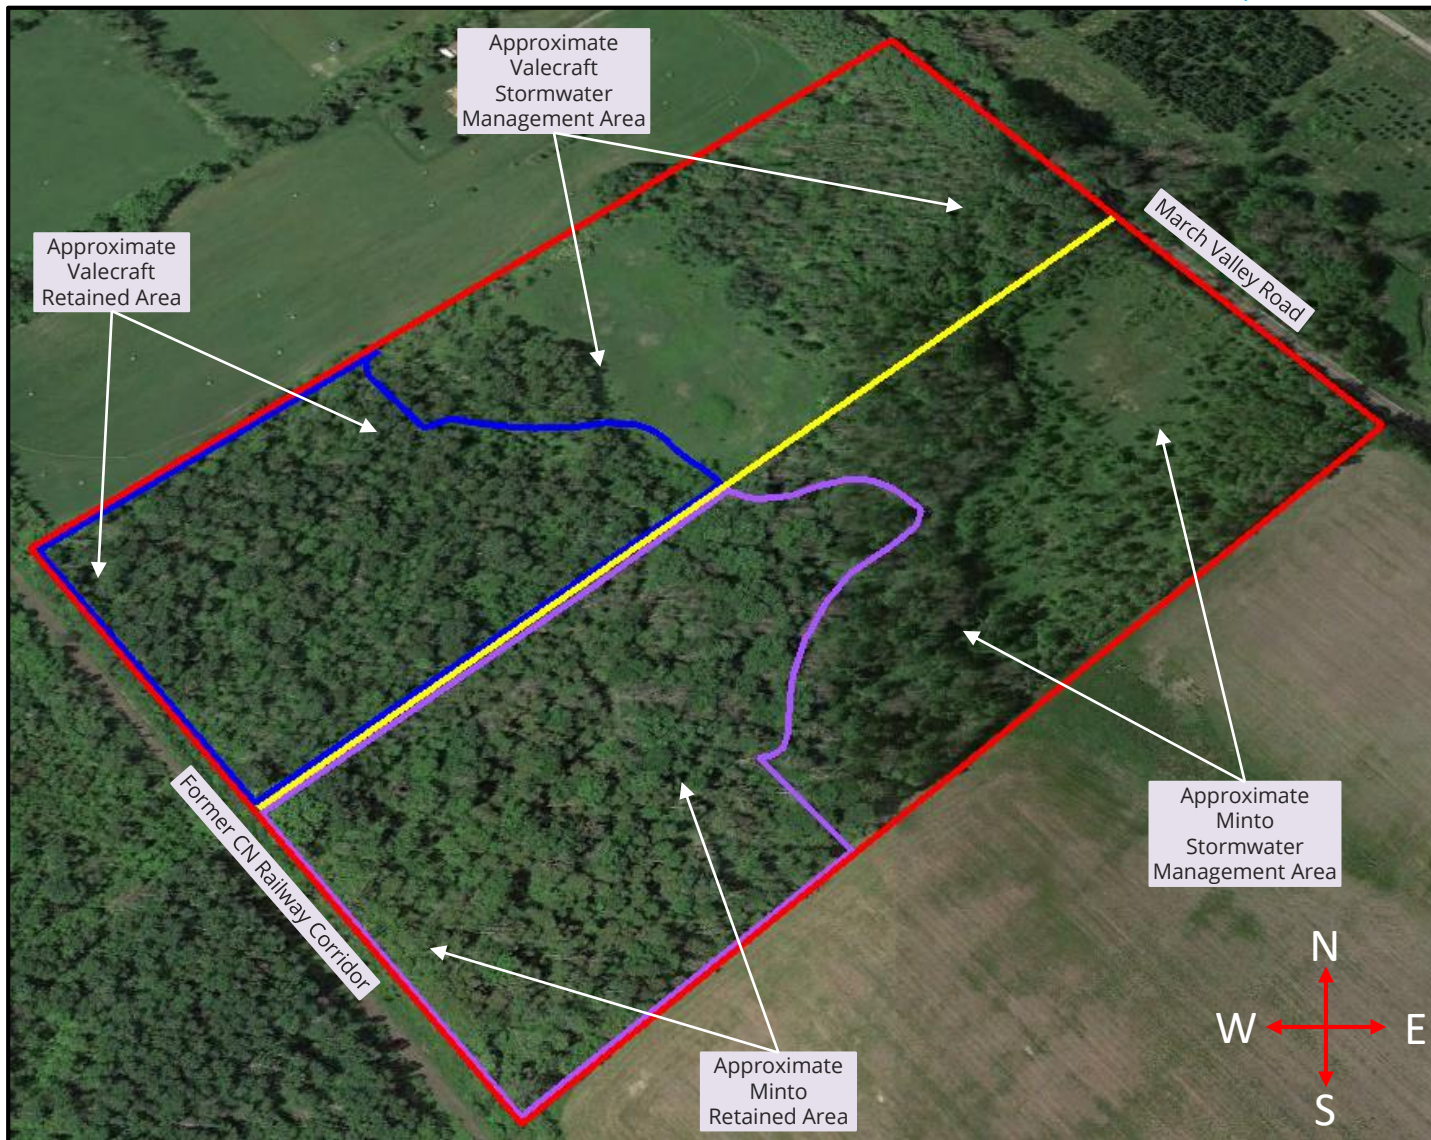 Approximate
Valecraft
Stormwater
Management Area
Approximate
Valecraft
Retained Area
March Valley Road
Former CN Railway Corridor
Approximate
Minto
Stormwater
Management Area
Approximate
Minto
Retained Area
N
W
E
S